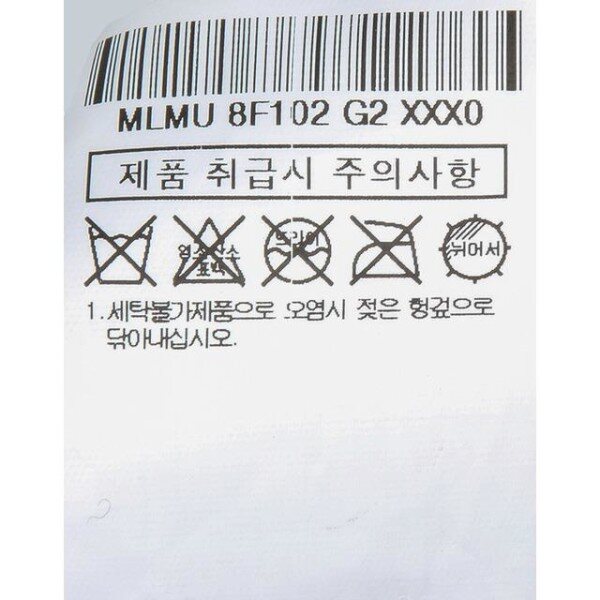 MLMU 8F102 G2 XXX0
제품 취급시 주의사항
염소산소 표백 드라이 뉘어서
1. 세탁불가제품으로 오염시 젖은 헝겊으로
닦아내십시오.